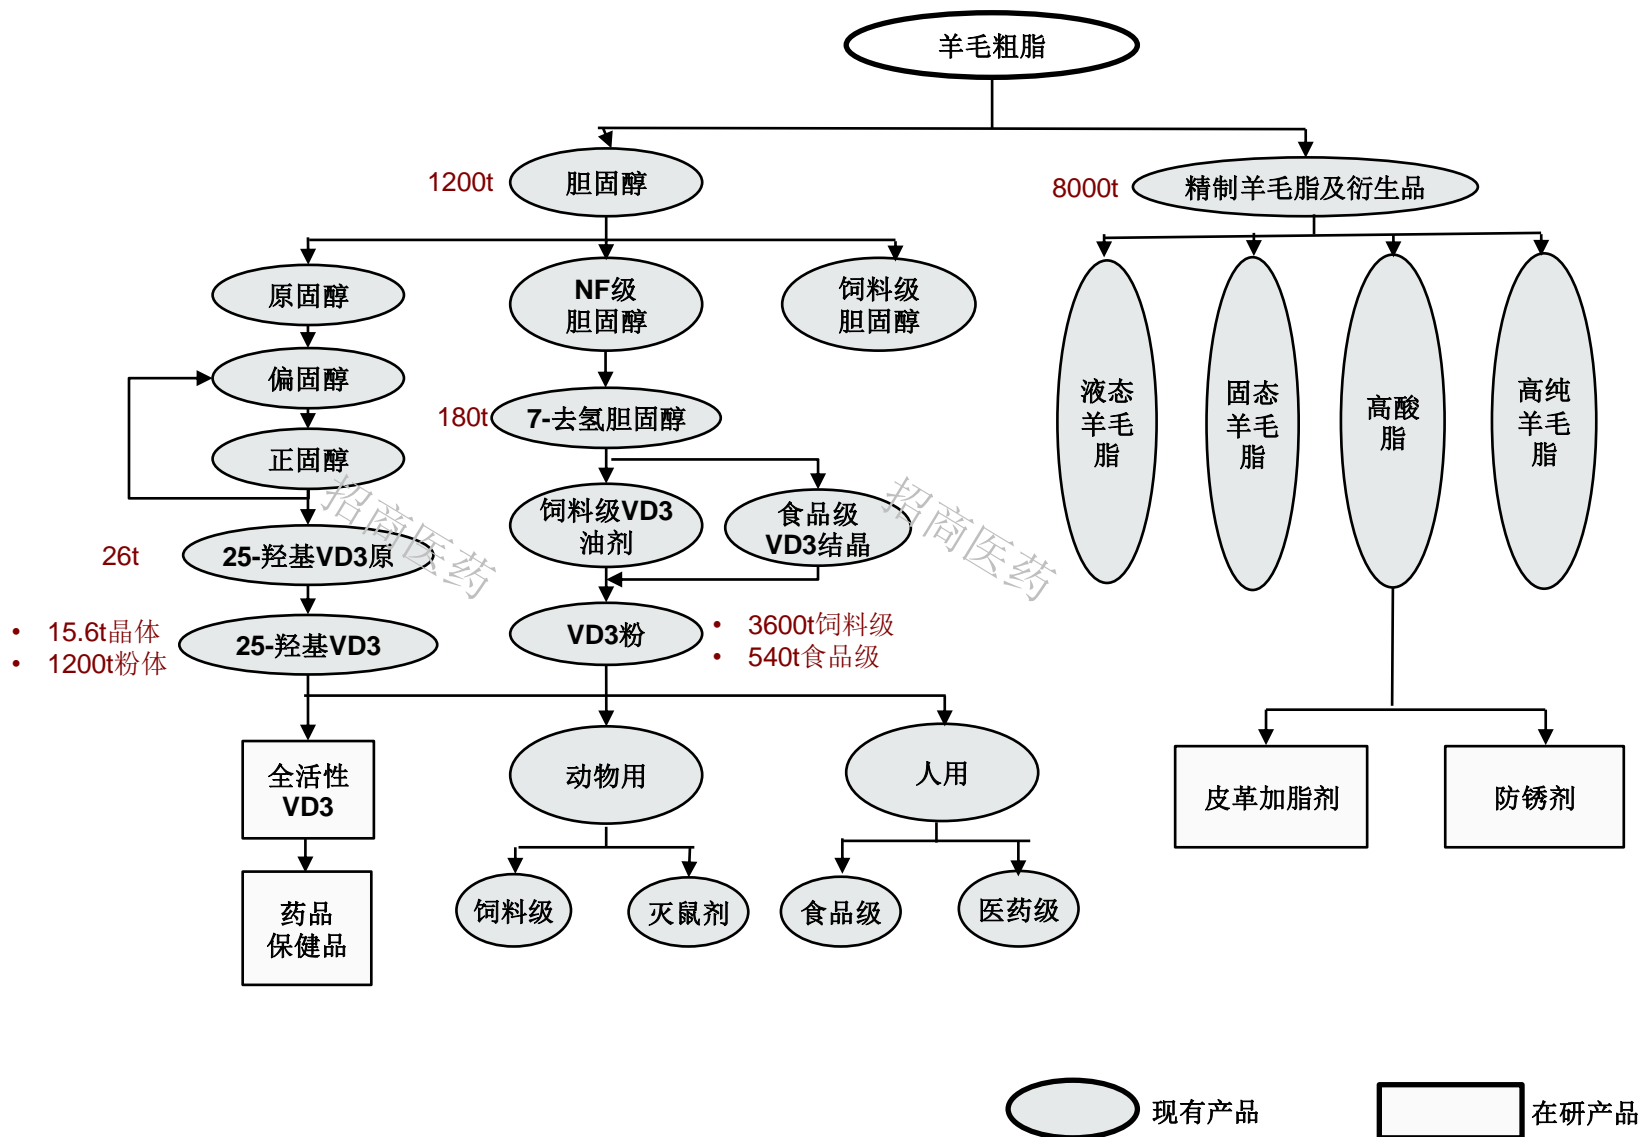 羊毛粗脂
1200t
胆固醇
8000t
精制羊毛脂及衍生品
原固醇
NF级
胆固醇
饲料级
胆固醇
偏固醇
正固醇
180t
7-去氢胆固醇
液态
羊毛
脂
固态
羊毛
脂
高酸
脂
高纯
羊毛
脂
饲料级VD3
油剂
食品级
VD3结晶
招商医药
招商医药
26t
25-羟基VD3原
• 15.6t晶体
• 1200t粉体
25-羟基VD3
VD3粉
• 3600t饲料级
• 540t食品级
全活性
VD3
动物用
人用
皮革加脂剂
防锈剂
药品
保健品
饲料级
灭鼠剂
食品级
医药级
现有产品
在研产品